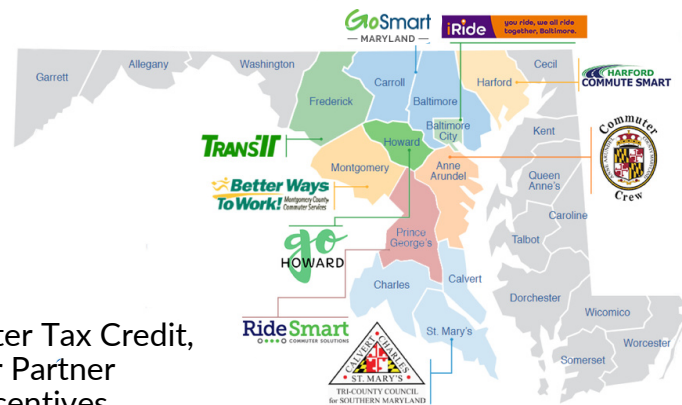 GoSmart
— MARYLAND —
iRide
you ride, we all ride
together, Baltimore.
Garrett
Allegany
Washington
Frederick
Carroll
Baltimore
Harford
Cecil
HARFORD
COMMUTE SMART
Baltimore
City
Kent
Commuter
Crew
TRANSIT
Howard
Montgomery
Anne
Arundel
Queen
Anne's
Better Ways
To Work!
Montgomery County
Commuter Services
Caroline
Prince
George's
Talbot
go
HOWARD
Charles
Calvert
Dorchester
Wicomico
Worcester
Somerset
St. Mary's
RideSmart
COMMUTER SOLUTIONS
CALVERT
CHARLES
ST. MARY'S
TRI-COUNTY COUNCIL
for SOUTHERN MARYLAND
ter Tax Credit,
r Partner
centives